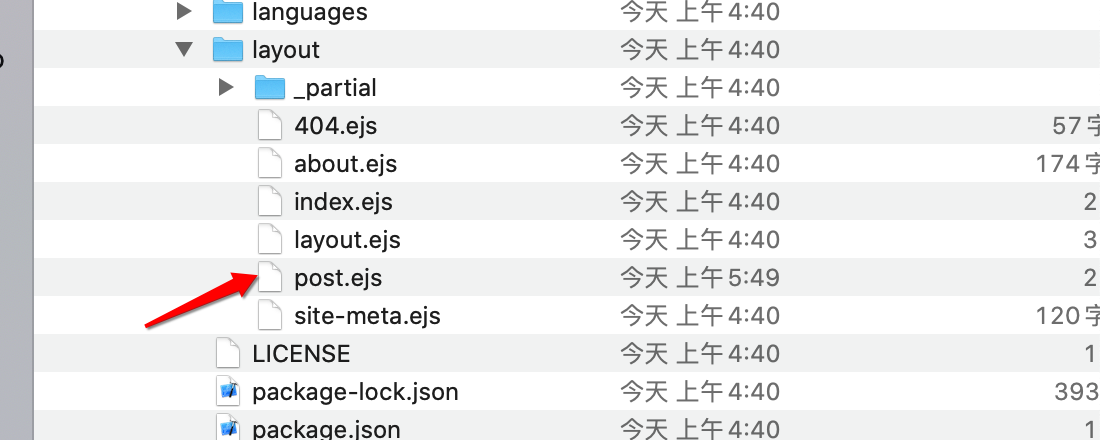 languages 今天 上午4:40
layout 今天 上午4:40
_partial 今天 上午4:40
404.ejs 今天 上午4:40 57字
about.ejs 今天 上午4:40 174字
index.ejs 今天 上午4:40 2
layout.ejs 今天 上午4:40 3
post.ejs 今天 上午5:49 2
site-meta.ejs 今天 上午4:40 120字
LICENSE 今天 上午4:40 1
package-lock.json 今天 上午4:40 393
package.json 今天 上午4:40 1